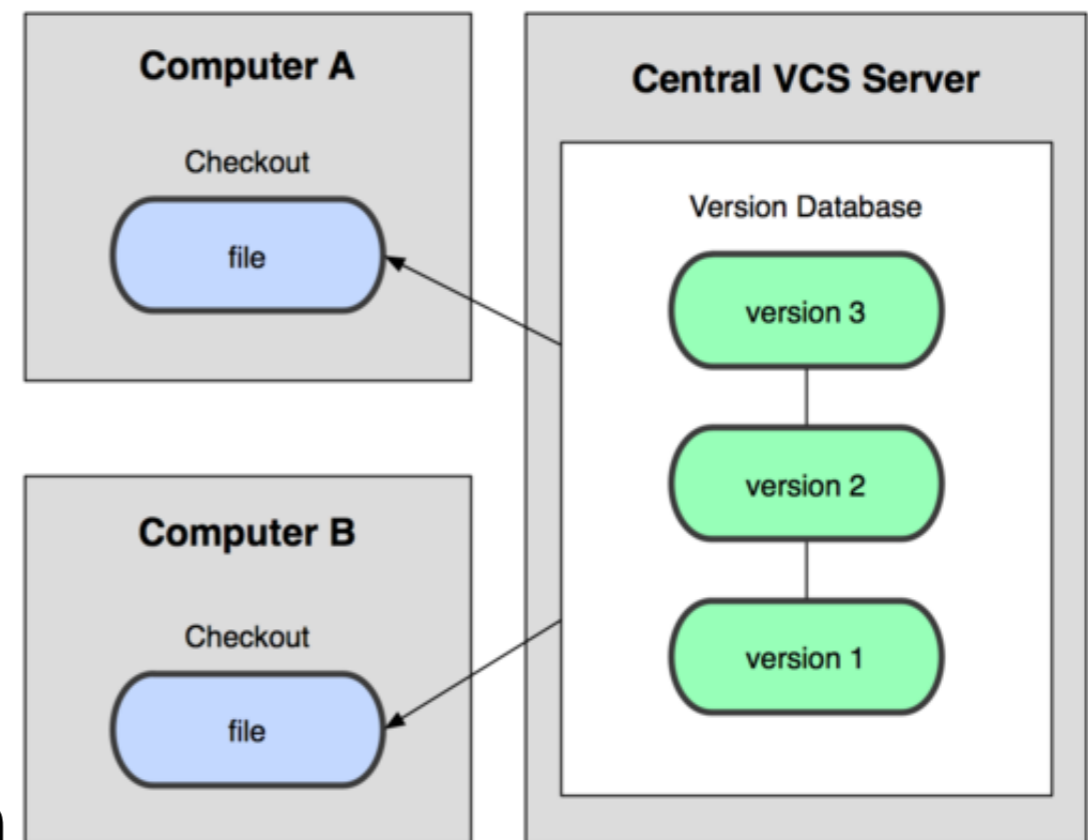 Computer A
Checkout
file
Computer B
Checkout
file
Central VCS Server
Version Database
version 3
version 2
version 1